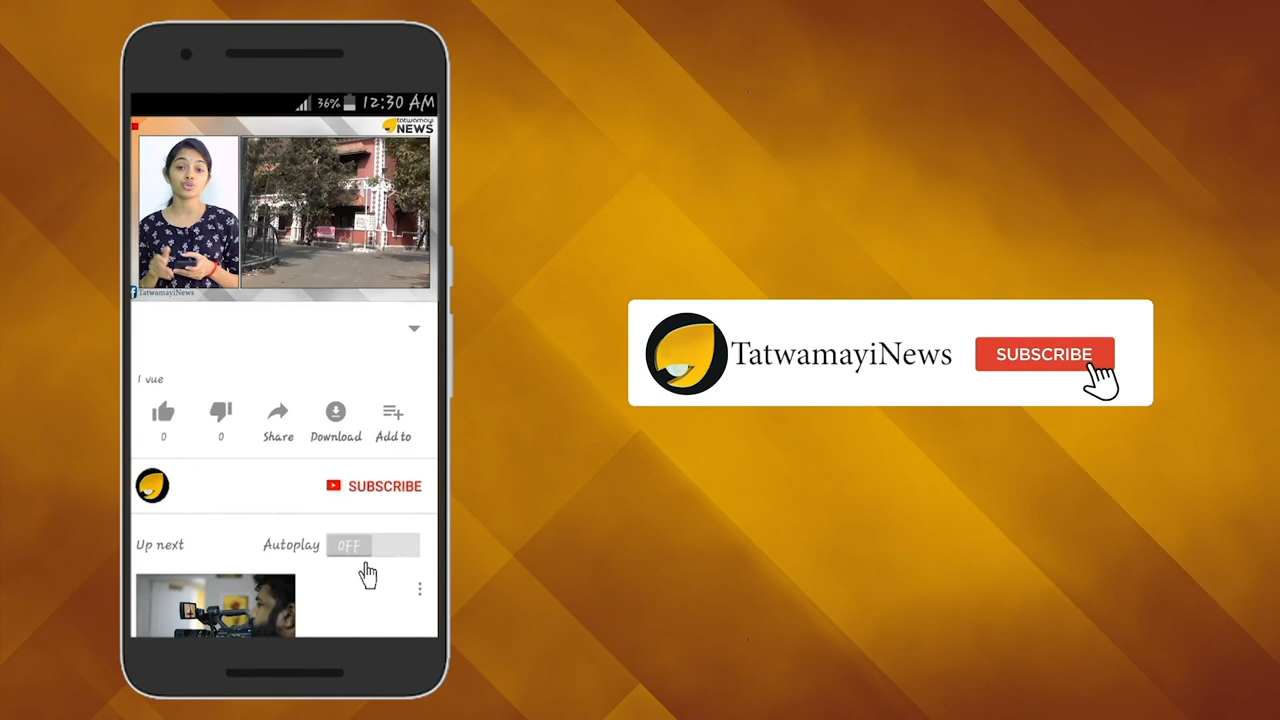 36% 12:30 AM
tatwamayi
NEWS
TatwamayiNews
1 vue
0 0 Share Download Add to
SUBSCRIBE
Up next Autoplay OFF
TatwamayiNews SUBSCRIBE